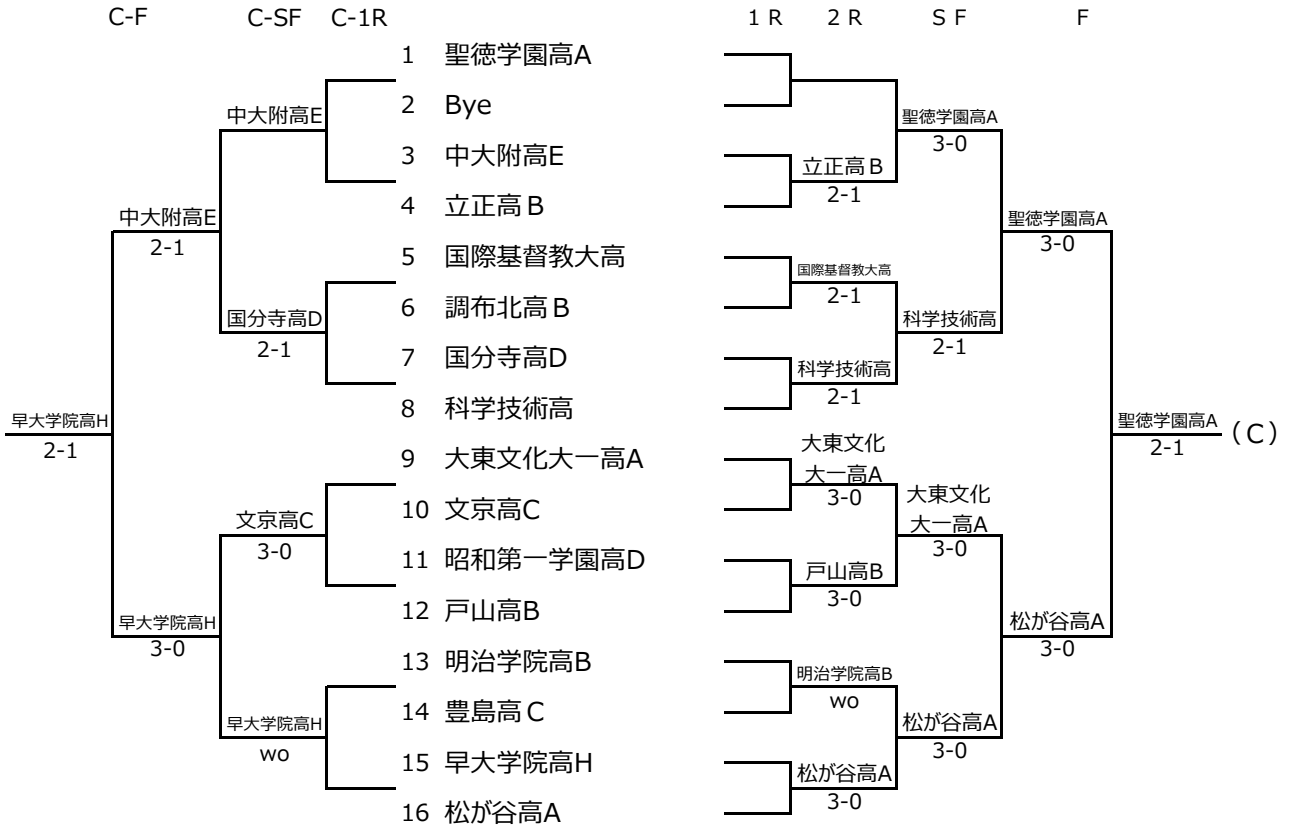 C-F C-SF C-1R 1R 2R SF F
1 聖徳学園高A
2 Bye
中大附高E 聖徳学園高A
3-0
3 中大附高E
立正高B
2-1
4 立正高B
中大附高E
2-1
聖徳学園高A
3-0
5 国際基督教大高
国際基督教大高
2-1
6 調布北高B
国分寺高D
2-1
科学技術高
2-1
7 国分寺高D
科学技術高
2-1
8 科学技術高
早大学院高H
2-1
聖徳学園高A
2-1
(C)
9 大東文化大一高A
大東文化
大一高A
3-0
10 文京高C
文京高C
3-0
大東文化
大一高A
3-0
11 昭和第一学園高D
戸山高B
3-0
12 戸山高B
早大学院高H
3-0
松が谷高A
3-0
13 明治学院高B
明治学院高B
wo
14 豊島高C
早大学院高H
wo
松が谷高A
3-0
15 早大学院高H
松が谷高A
3-0
16 松が谷高A